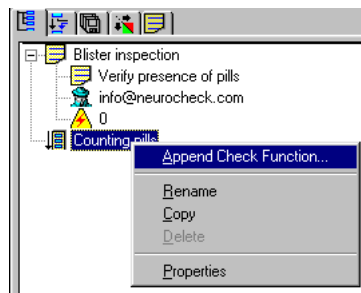 Blister inspection
Verify presence of pills
info@neurocheck.com
0
Counting pills
Append Check Function...
Rename
Copy
Delete
Properties